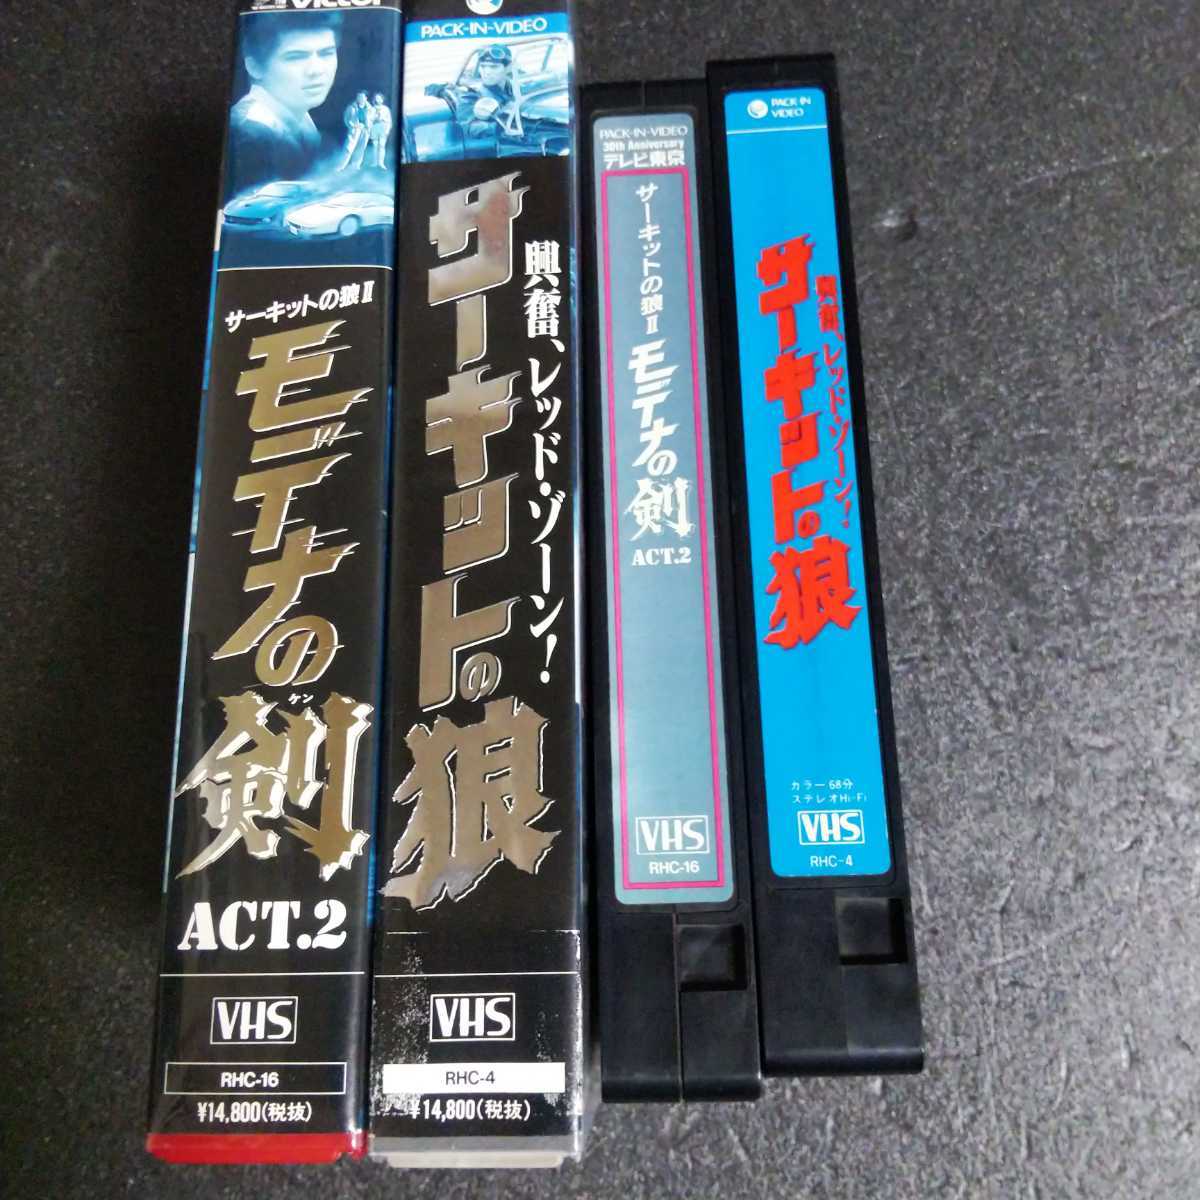 Victor
サーキットの狼II
モデナの剣
ケン
ACT.2
VHS
RHC-16
¥14,800(税抜)
PACK-IN-VIDEO
興奮、レッド・ゾーン!
サーキットの狼
VHS
RHC-4
¥14,800(税抜)
PACK-IN-VIDEO
30th Anniversary
テレビ東京
サーキットの狼II
モデナの剣
ACT.2
VHS
RHC-16
PACK IN
VIDEO
興奮、レッド・ゾーン!
サーキットの狼
カラー68分
ステレオHi-Fi
VHS
RHC-4